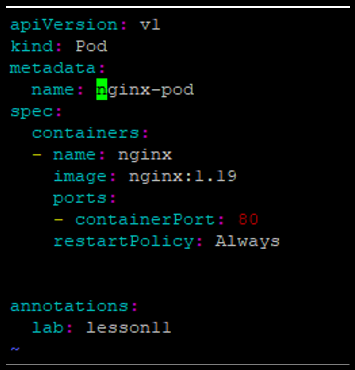 apiVersion: v1
kind: Pod
metadata:
  name: nginx-pod
spec:
  containers:
  - name: nginx
    image: nginx:1.19
    ports:
    - containerPort: 80
    restartPolicy: Always
annotations:
  lab: lesson11
~